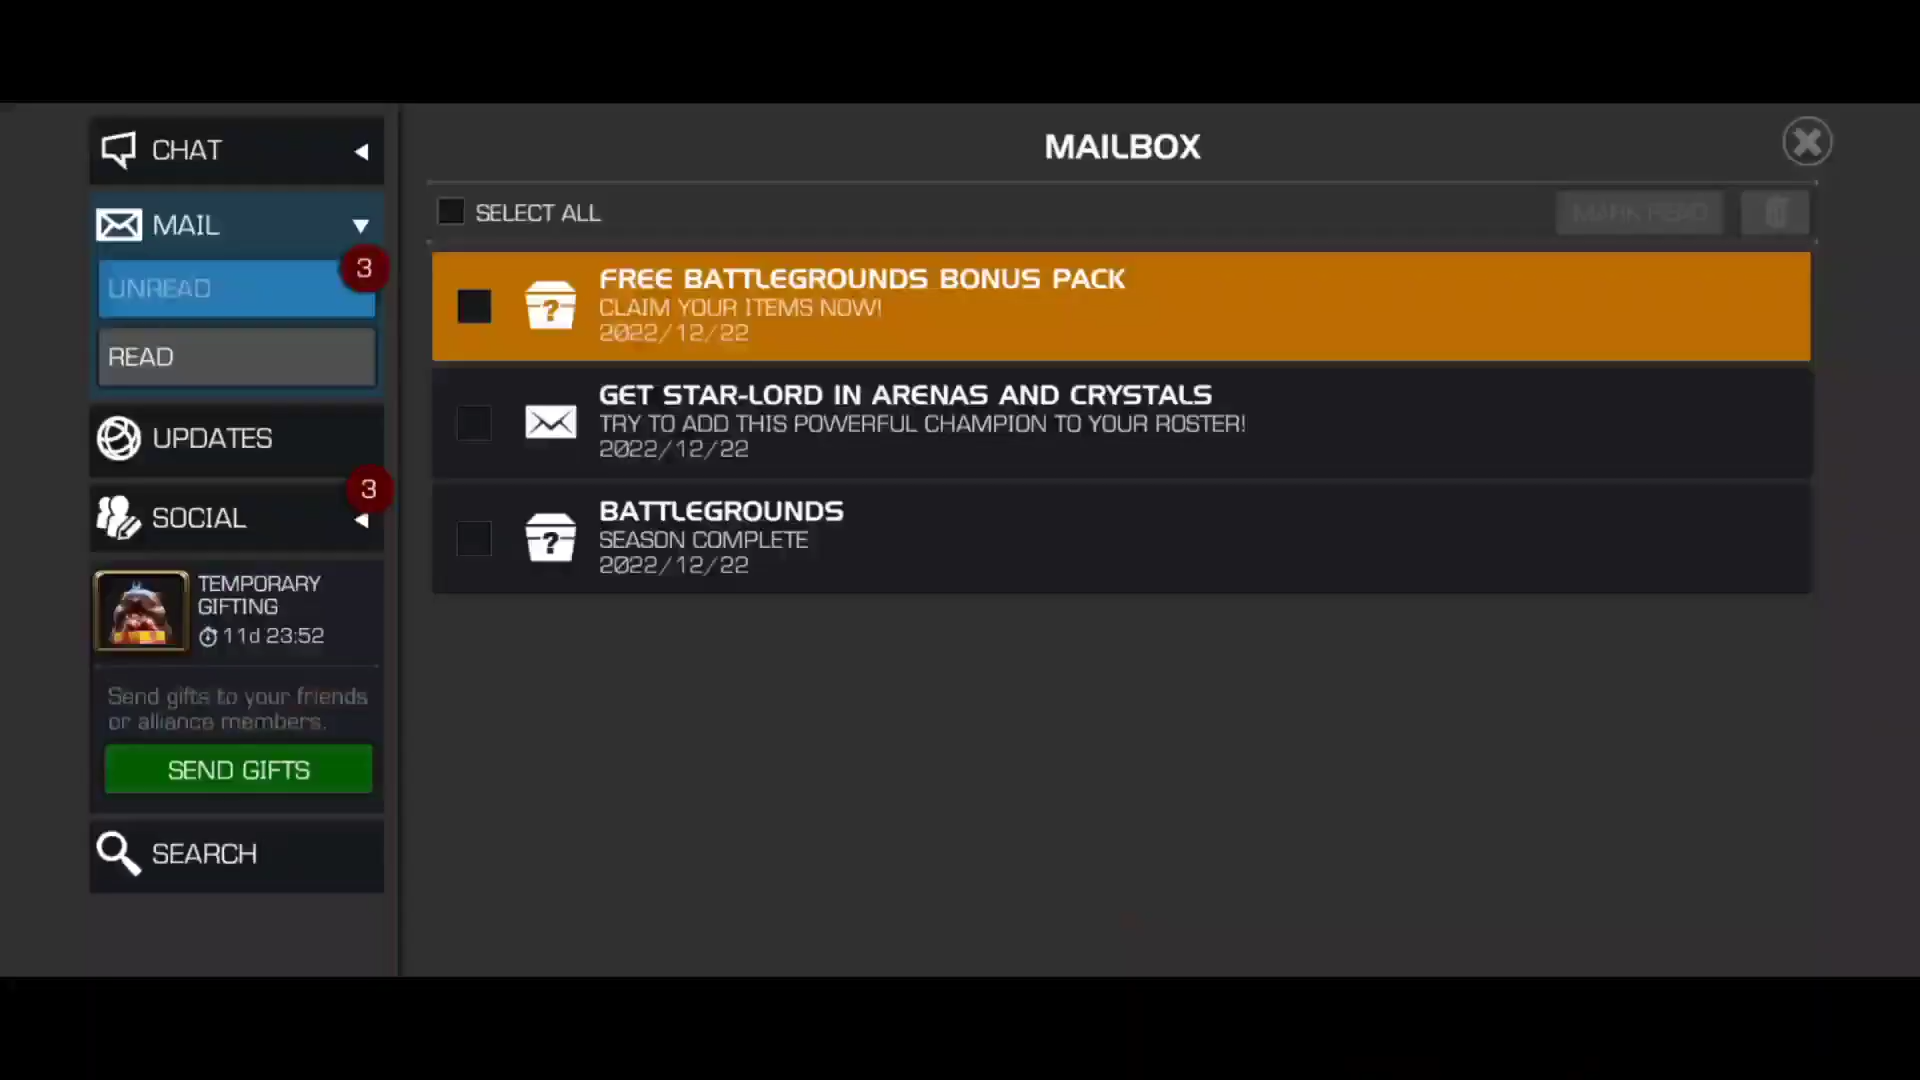 CHAT
MAIL
3
UNREAD
READ
UPDATES
3
SOCIAL
TEMPORARY
GIFTING
11d 23:52
Send gifts to your friends
or alliance members.
SEND GIFTS
SEARCH
MAILBOX
SELECT ALL
MARK READ
FREE BATTLEGROUNDS BONUS PACK
CLAIM YOUR ITEMS NOW!
2022/12/22
GET STAR-LORD IN ARENAS AND CRYSTALS
TRY TO ADD THIS POWERFUL CHAMPION TO YOUR ROSTER!
2022/12/22
BATTLEGROUNDS
SEASON COMPLETE
2022/12/22